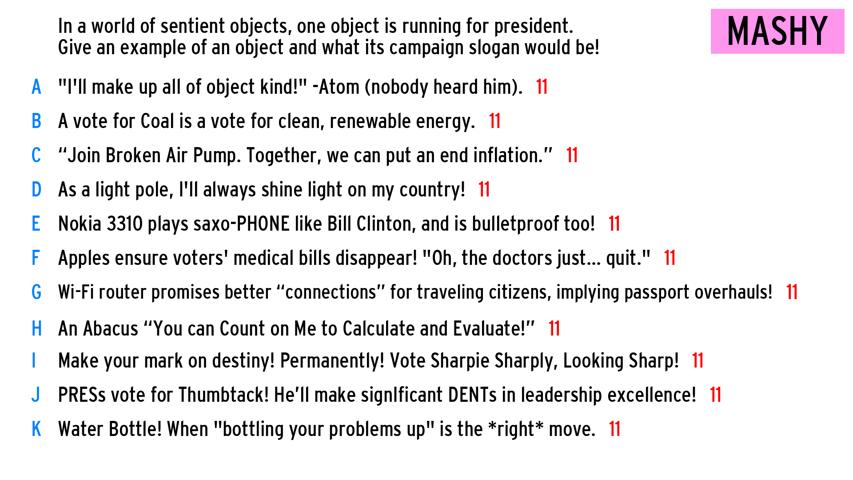 In a world of sentient objects, one object is running for president.
Give an example of an object and what its campaign slogan would be!
MASHY
A "I'll make up all of object kind!" -Atom (nobody heard him). 11
B A vote for Coal is a vote for clean, renewable energy. 11
C “Join Broken Air Pump. Together, we can put an end inflation.” 11
D As a light pole, I'll always shine light on my country! 11
E Nokia 3310 plays saxo-PHONE like Bill Clinton, and is bulletproof too! 11
F Apples ensure voters' medical bills disappear! "Oh, the doctors just... quit." 11
G Wi-Fi router promises better “connections” for traveling citizens, implying passport overhauls! 11
H An Abacus “You can Count on Me to Calculate and Evaluate!” 11
I Make your mark on destiny! Permanently! Vote Sharpie Sharply, Looking Sharp! 11
J PRESs vote for Thumbtack! He’ll make signIficant DENTs in leadership excellence! 11
K Water Bottle! When "bottling your problems up" is the *right* move. 11